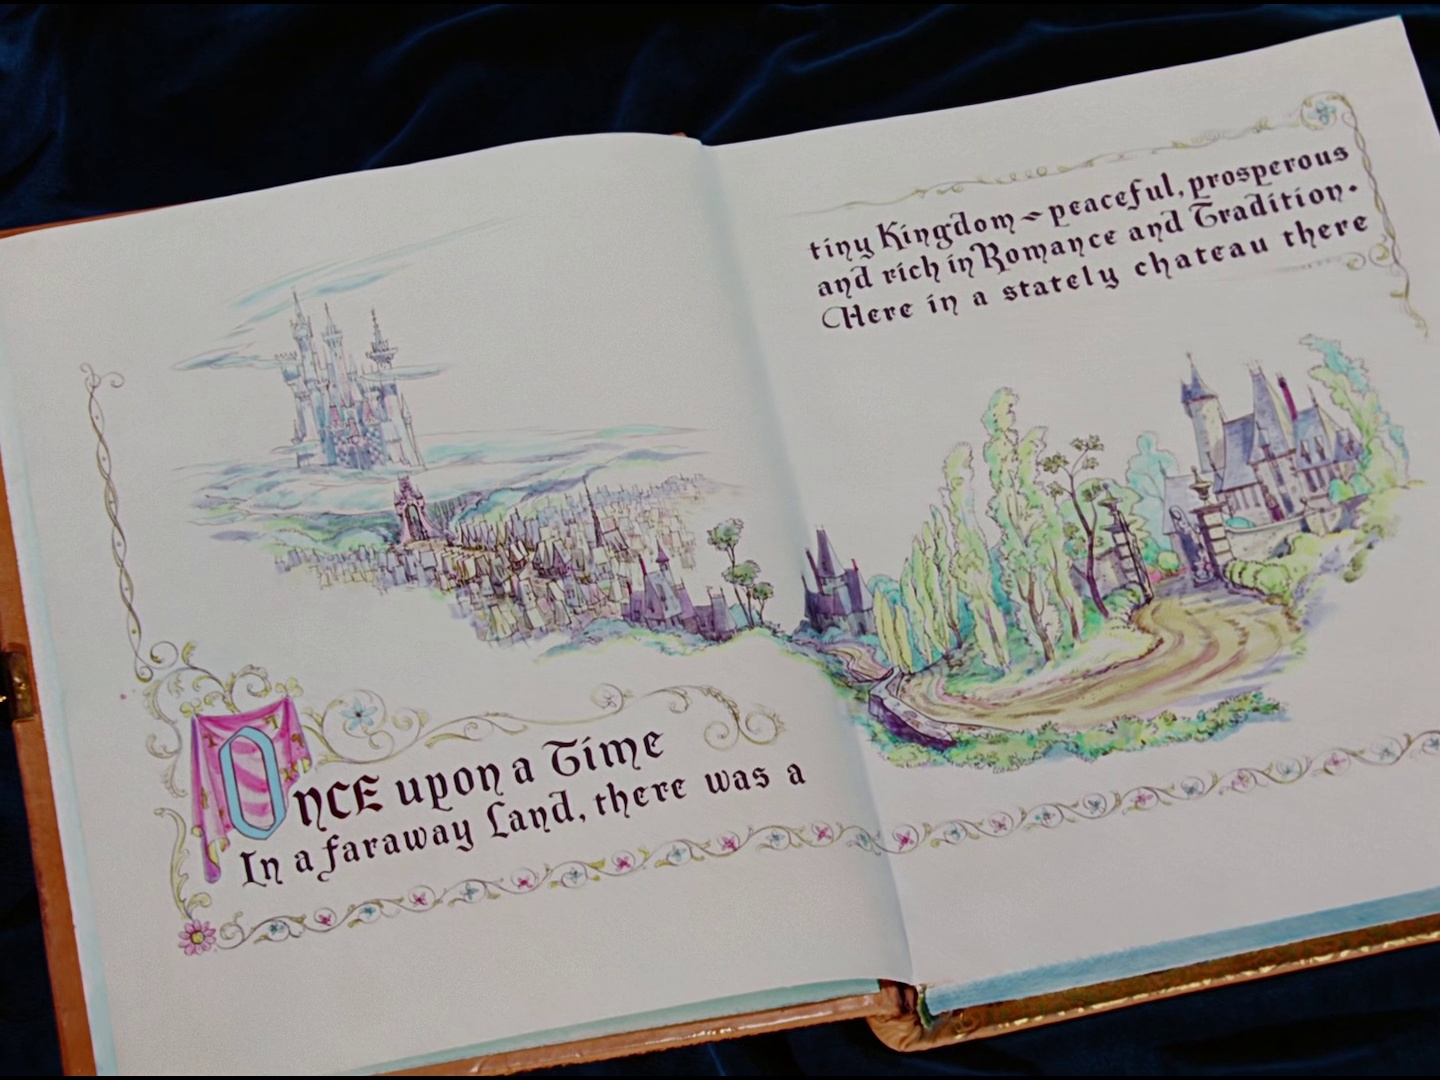 ONCE upon a Time
In a faraway Land, there was a
tiny Kingdom - peaceful, prosperous
and rich in Romance and Tradition.
Here in a stately chateau there